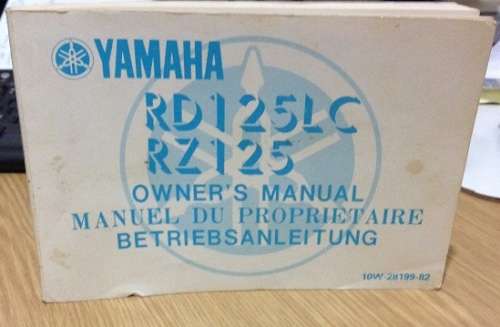 YAMAHA
RD125LC
RZ125
OWNER'S MANUAL
MANUEL DU PROPRIETAIRE
BETRIEBSANLEITUNG
10W-28199-82